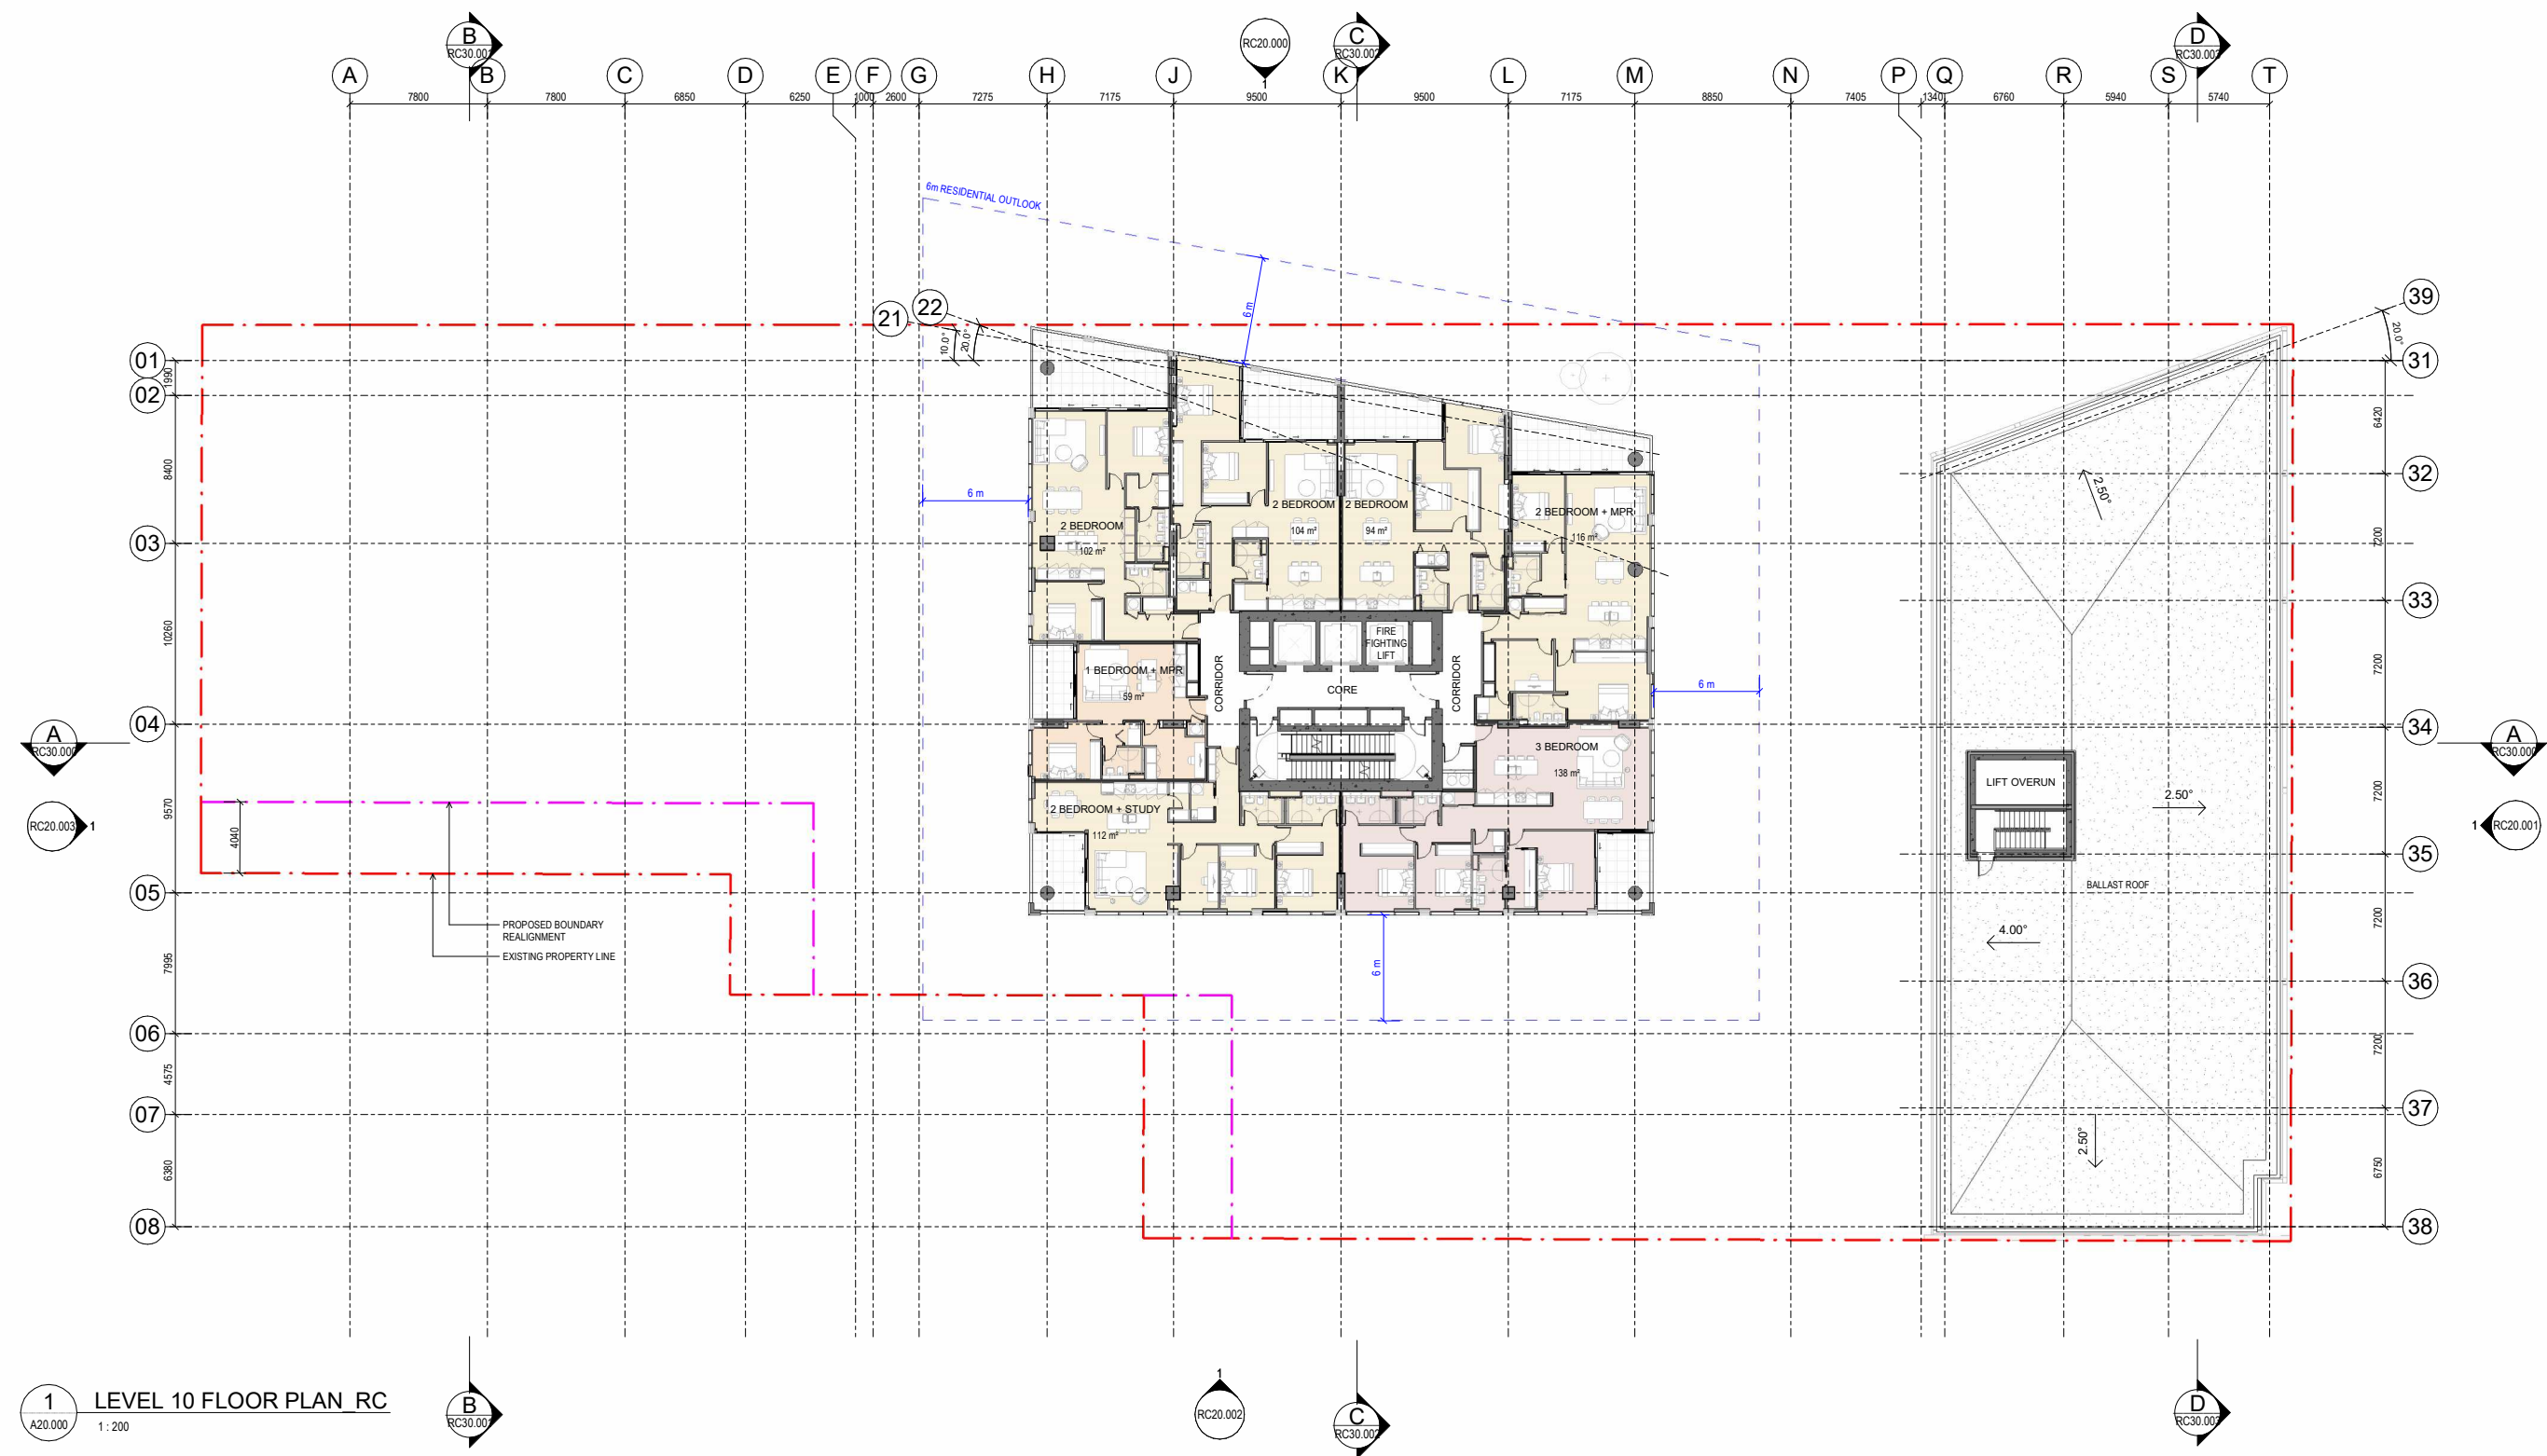 B
RC30.001
RC20.000
1
C
RC30.002
D
RC30.003
A
B
C
D
E
F
G
H
J
K
L
M
N
P
Q
R
S
T
7800
7800
6850
6250
1000
2600
7275
7175
9500
9500
7175
8850
7405
1340
6760
5940
5740
6m RESIDENTIAL OUTLOOK
6 m
21
22
10.0°
20.0°
39
20.0°
01
02
03
04
05
06
07
08
1990
8400
10260
9570
7995
4575
6380
31
32
33
34
35
36
37
38
6420
7200
7200
7200
7200
7200
6750
6 m
2 BEDROOM
102 m²
2 BEDROOM
104 m²
2 BEDROOM
94 m²
2 BEDROOM + MPR
116 m²
FIRE
FIGHTING
LIFT
CORRIDOR
CORE
CORRIDOR
1 BEDROOM + MPR
59 m²
6 m
3 BEDROOM
138 m²
2 BEDROOM + STUDY
112 m²
6 m
2.50°
LIFT OVERUN
2.50°
BALLAST ROOF
4.00°
2.50°
A
RC30.000
RC20.003
1
A
RC30.000
1
RC20.001
4040
PROPOSED BOUNDARY
REALIGNMENT
EXISTING PROPERTY LINE
1
A20.000
LEVEL 10 FLOOR PLAN_RC
1 : 200
B
RC30.001
1
RC20.002
C
RC30.002
D
RC30.003